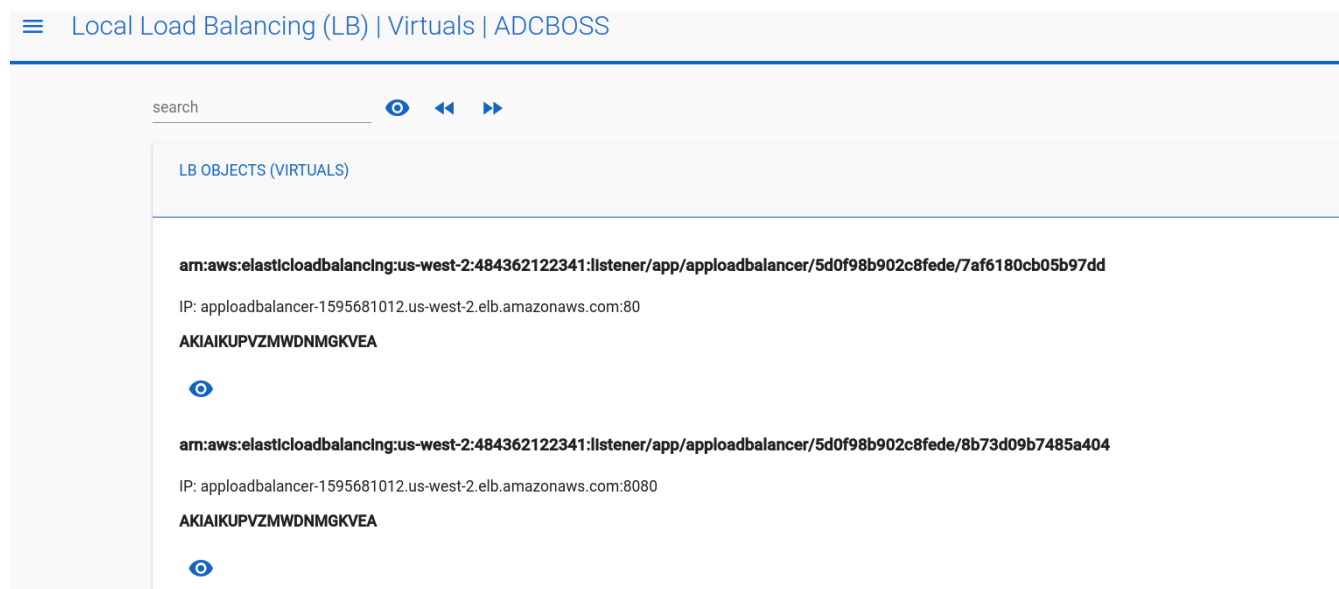 Local Load Balancing (LB) | Virtuals | ADCBOSS
search
LB OBJECTS (VIRTUALS)
arn:aws:elasticloadbalancing:us-west-2:484362122341:listener/app/apploadbalancer/5d0f98b902c8fede/7af6180cb05b97dd
IP: apploadbalancer-1595681012.us-west-2.elb.amazonaws.com:80
AKIAIKUPVZMWDNMGKVEA
arn:aws:elasticloadbalancing:us-west-2:484362122341:listener/app/apploadbalancer/5d0f98b902c8fede/8b73d09b7485a404
IP: apploadbalancer-1595681012.us-west-2.elb.amazonaws.com:8080
AKIAIKUPVZMWDNMGKVEA